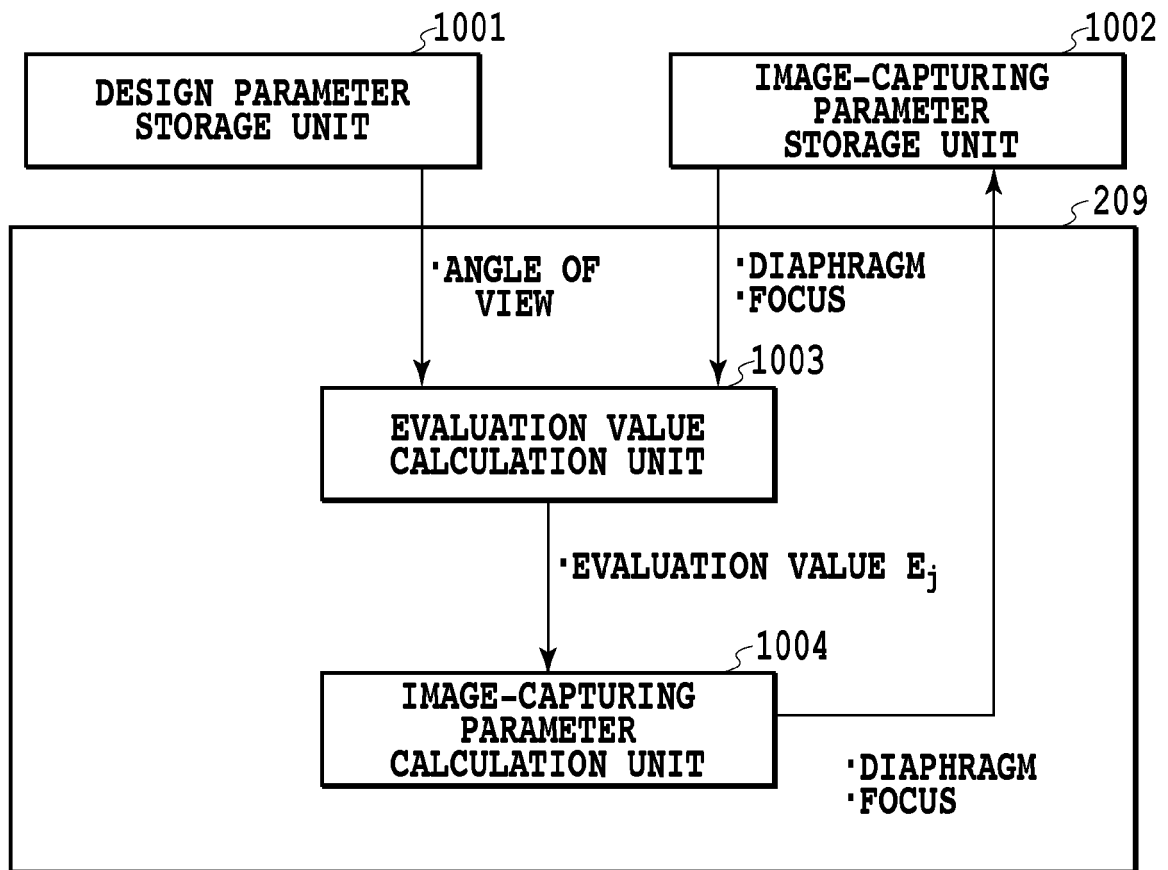 1001
DESIGN PARAMETER
STORAGE UNIT
1002
IMAGE-CAPTURING
PARAMETER
STORAGE UNIT
209
·ANGLE OF
VIEW
·DIAPHRAGM
·FOCUS
1003
EVALUATION VALUE
CALCULATION UNIT
·EVALUATION VALUE Ej
1004
IMAGE-CAPTURING
PARAMETER
CALCULATION UNIT
·DIAPHRAGM
·FOCUS